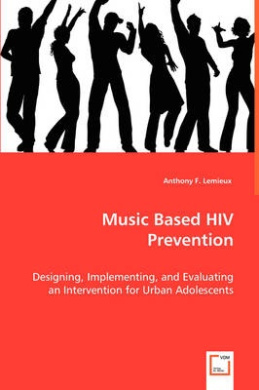 Anthony F. Lemieux
Music Based HIV
Prevention
Designing, Implementing, and Evaluating
an Intervention for Urban Adolescents
VDM